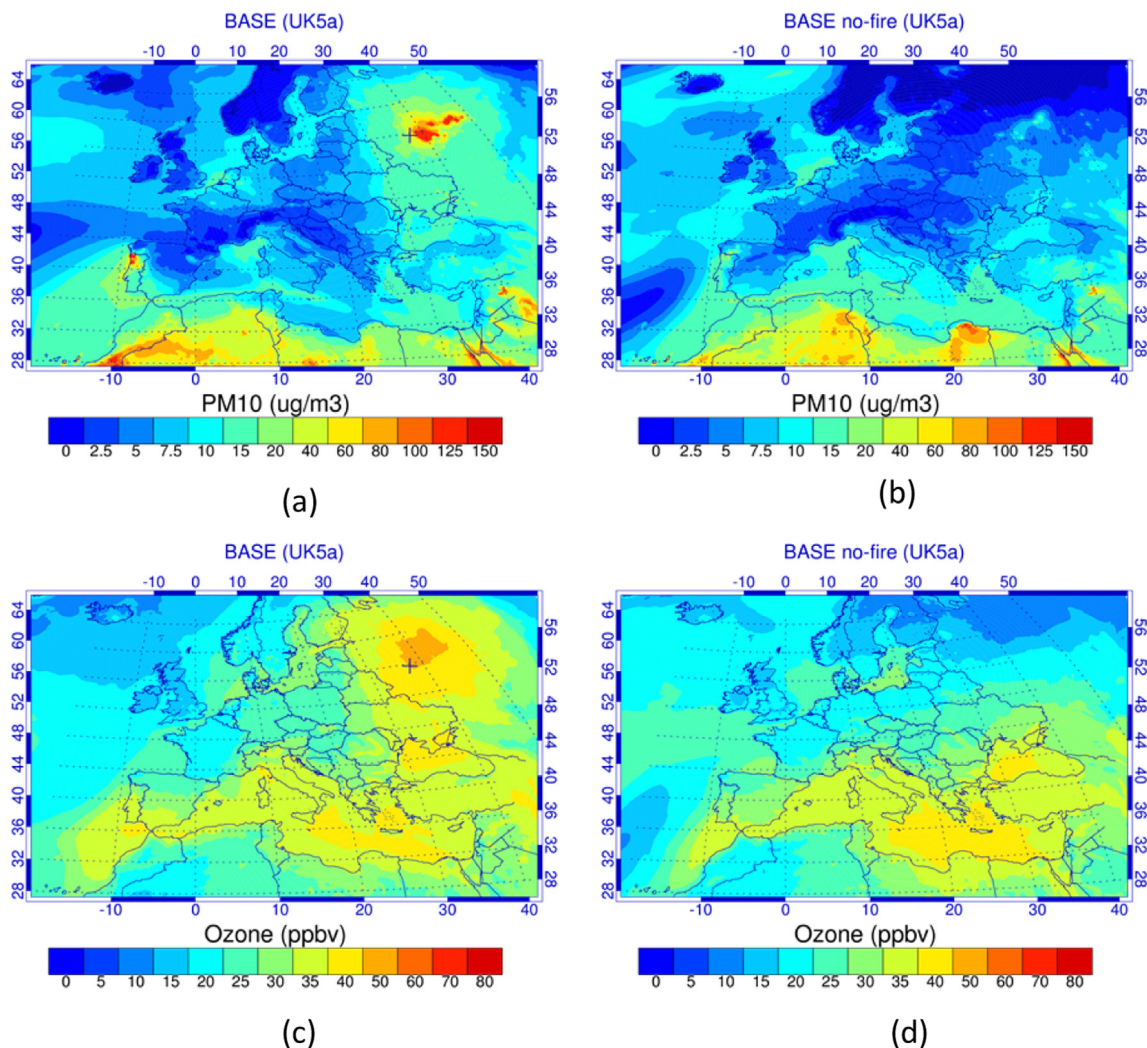 BASE (UK5a)
-10 0 10 20 30 40 50
64 60 56 52 48 44 40 36 32 28
56 52 48 44 40 36 32 28
-10 0 10 20 30 40
PM10 (ug/m3)
0 2.5 5 7.5 10 15 20 40 60 80 100 125 150
(a)
BASE no-fire (UK5a)
-10 0 10 20 30 40 50
64 60 56 52 48 44 40 36 32 28
56 52 48 44 40 36 32 28
-10 0 10 20 30 40
PM10 (ug/m3)
0 2.5 5 7.5 10 15 20 40 60 80 100 125 150
(b)
BASE (UK5a)
-10 0 10 20 30 40 50
64 60 56 52 48 44 40 36 32 28
56 52 48 44 40 36 32 28
-10 0 10 20 30 40
Ozone (ppbv)
0 5 10 15 20 25 30 35 40 50 60 70 80
(c)
BASE no-fire (UK5a)
-10 0 10 20 30 40 50
64 60 56 52 48 44 40 36 32 28
56 52 48 44 40 36 32 28
-10 0 10 20 30 40
Ozone (ppbv)
0 5 10 15 20 25 30 35 40 50 60 70 80
(d)